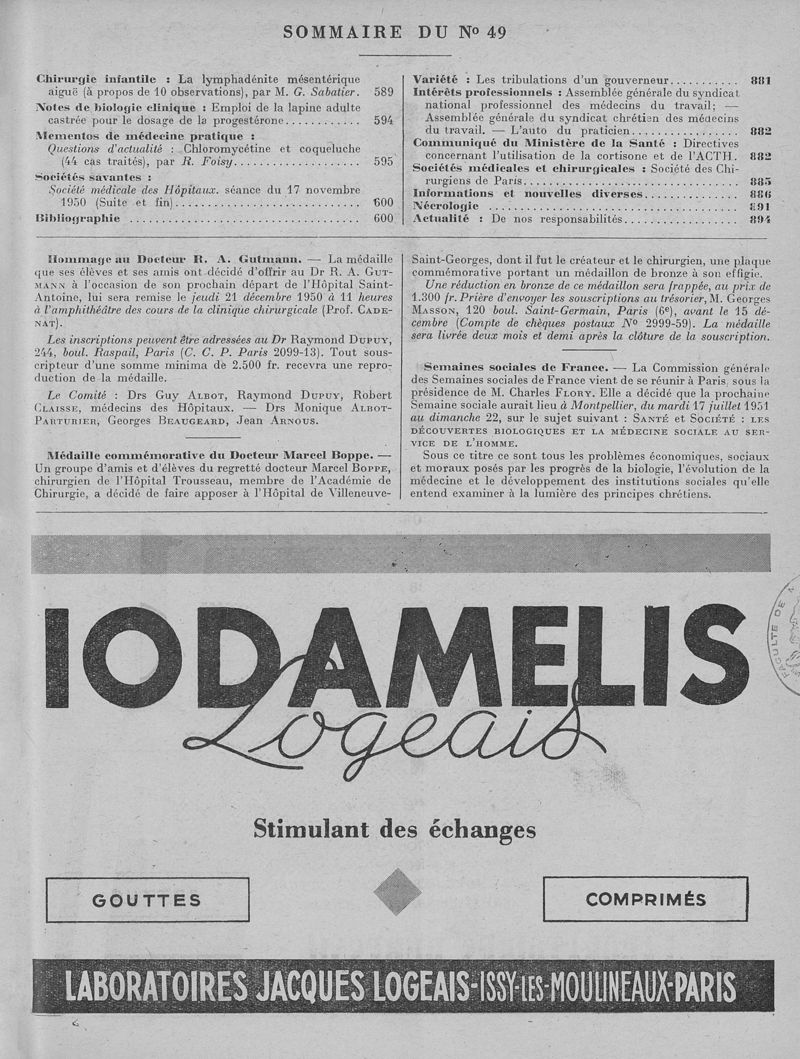 SOMMAIRE DU Nº 49
Chirurgie infantile : La lymphadénite mésentérique
aiguë (à propos de 10 observations), par M. G. Sabatier. 589
Notes de biologie clinique : Emploi de la lapine adulte
castrée pour le dosage de la progestérone............ 594
Mementos de médecine pratique :
Questions d'actualité : Chloromycétine et coqueluche
(44 cas traités), par R. Foisy.................... 595
Sociétés savantes :
Société médicale des Hôpitaux. séance du 17 novembre
1950 (Suite et fin)............................. 600
Bibliographie ..................................... 600
Variété : Les tribulations d'un gouverneur........... 881
Intérêts professionnels : Assemblée générale du syndicat
national professionnel des médecins du travail; —
Assemblée générale du syndicat chrétien des médecins
du travail. — L'auto du praticien................. 882
Communiqué du Ministère de la Santé : Directives
concernant l'utilisation de la cortisone et de l'ACTH. 882
Sociétés médicales et chirurgicales : Société des Chi-
rurgiens de Paris................................... 885
Informations et nouvelles diverses............... 886
Nécrologie ........................................ 891
Actualité : De nos responsabilités.................. 894
Hommage au Docteur R. A. Gutmann. — La médaille
que ses élèves et ses amis ont décidé d'offrir au Dr R. A. GUT-
MANN à l'occasion de son prochain départ de l'Hôpital Saint-
Antoine, lui sera remise le jeudi 21 décembre 1950 à 11 heures
à l'amphithéâtre des cours de la clinique chirurgicale (Prof. CADE-
NAT).
Les inscriptions peuvent être adressées au Dr Raymond DUPUY,
244, boul. Raspail, Paris (C. C. P. Paris 2099-13). Tout sous-
cripteur d'une somme minima de 2.500 fr. recevra une repro-
duction de la médaille.
Le Comité : Drs Guy ALBOT, Raymond DUPUY, Robert
CLAISSE, médecins des Hôpitaux. — Drs Monique ALBOT-
PARTURIER, Georges BEAUGEARD, Jean ARNOUS.
Médaille commémorative du Docteur Marcel Boppe. —
Un groupe d'amis et d'élèves du regretté docteur Marcel BOPPE,
chirurgien de l'Hôpital Trousseau, membre de l'Académie de
Chirurgie, a décidé de faire apposer à l'Hôpital de Villeneuve-
Saint-Georges, dont il fut le créateur et le chirurgien, une plaque
commémorative portant un médaillon de bronze à son effigie.
Une réduction en bronze de ce médaillon sera frappée, au prix de
1.300 fr. Prière d'envoyer les souscriptions au trésorier, M. Georges
MASSON, 120 boul. Saint-Germain, Paris (6e), avant le 15 dé-
cembre (Compte de chèques postaux Nº 2999-59). La médaille
sera livrée deux mois et demi après la clôture de la souscription.
Semaines sociales de France. — La Commission générale
des Semaines sociales de France vient de se réunir à Paris sous la
présidence de M. Charles FLORY. Elle a décidé que la prochaine
Semaine sociale aurait lieu à Montpellier, du mardi 17 juillet 1951
au dimanche 22, sur le sujet suivant : SANTÉ et SOCIÉTÉ : LES
DÉCOUVERTES BIOLOGIQUES ET LA MÉDECINE SOCIALE AU SER-
VICE DE L'HOMME.
Sous ce titre ce sont tous les problèmes économiques, sociaux
et moraux posés par les progrès de la biologie, l'évolution de la
médecine et le développement des institutions sociales qu'elle
entend examiner à la lumière des principes chrétiens.
IODAMELIS
Logeais
FACULTE DE
Stimulant des échanges
GOUTTES
COMPRIMÉS
LABORATOIRES JACQUES LOGEAIS-ISSY-LES-MOULINEAUX-PARIS